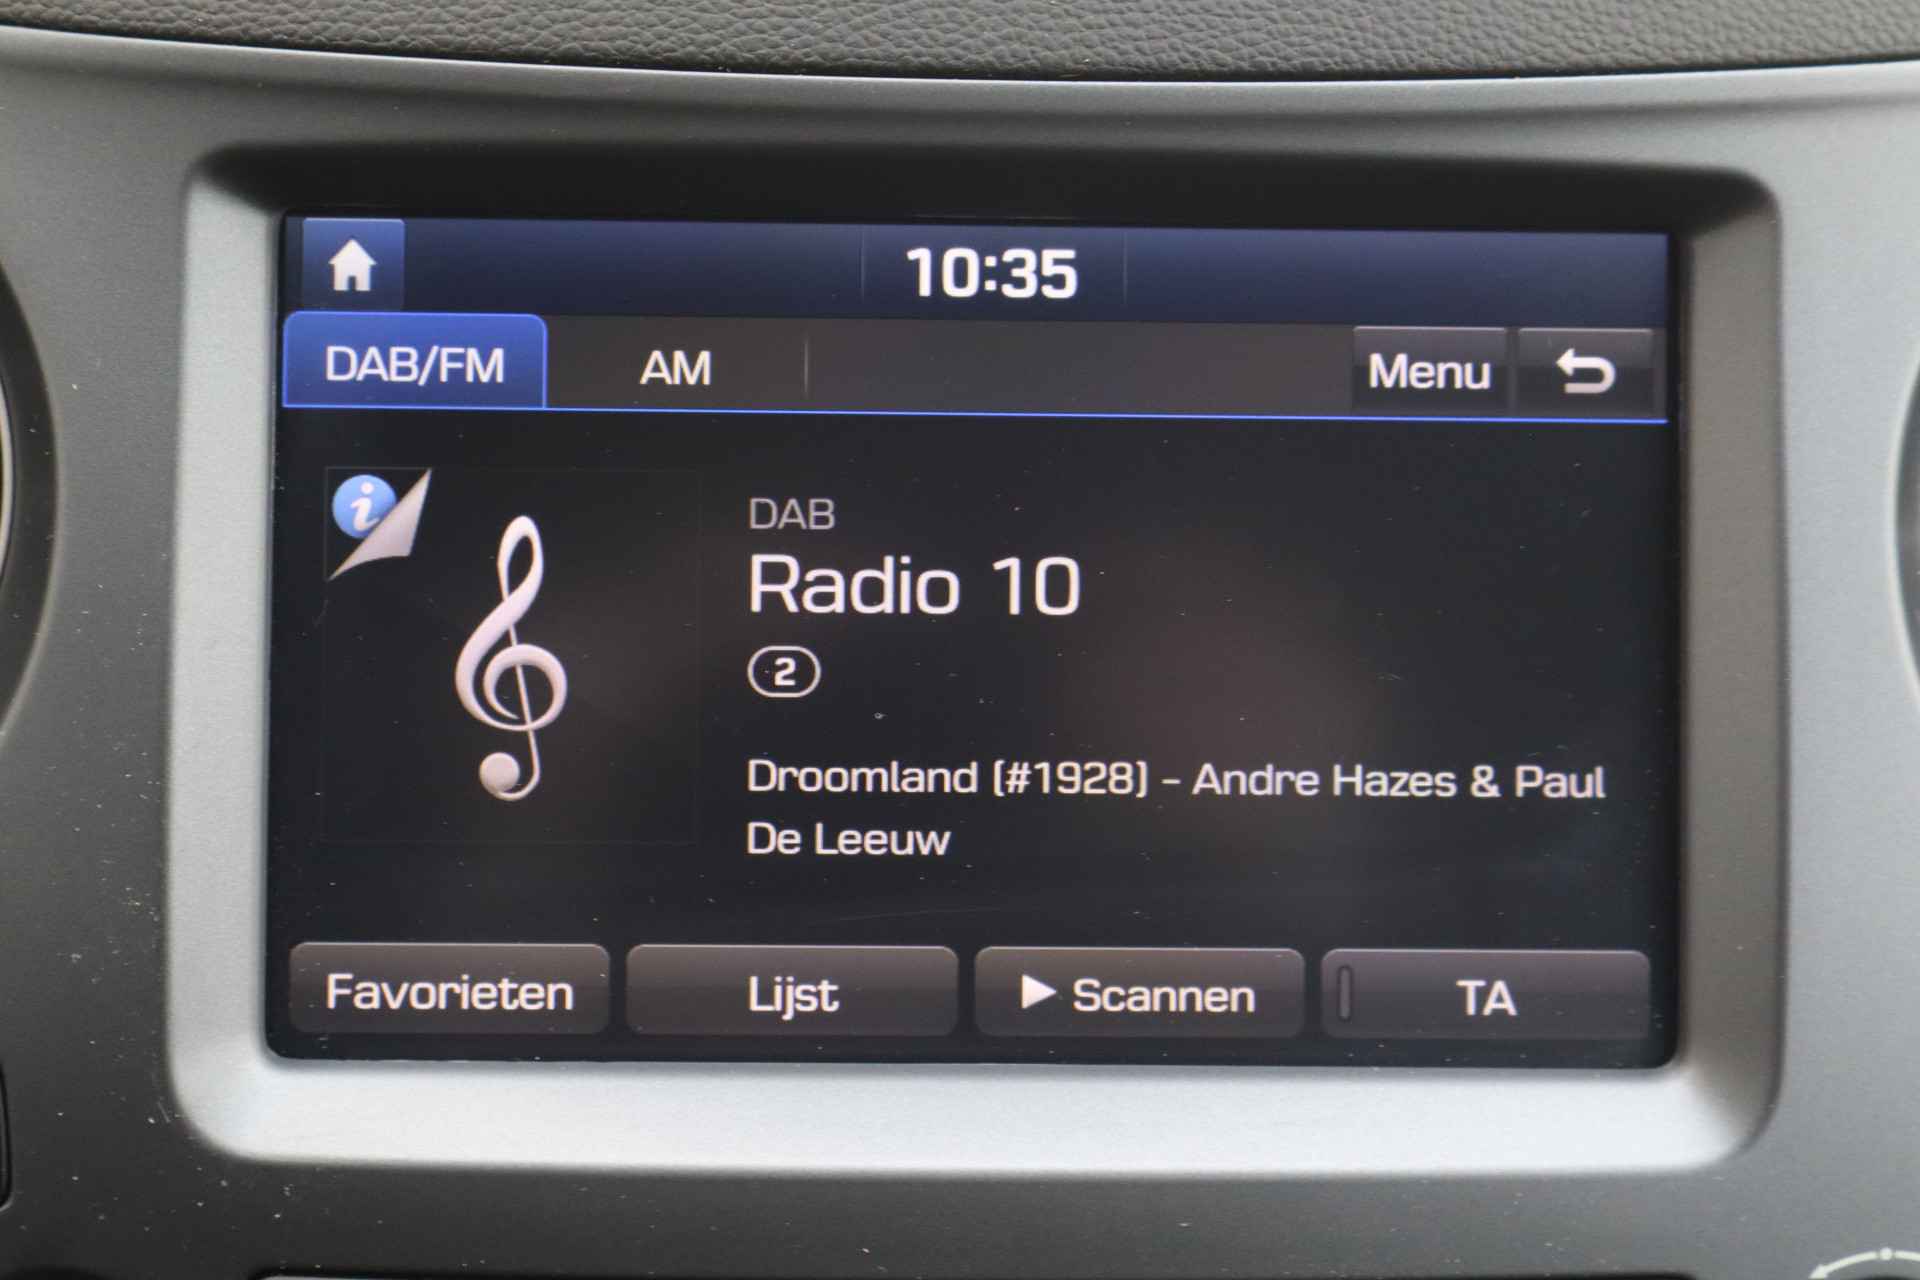 10:35
DAB/FM AM Menu
DAB
Radio 10
2
Droomland (#1928) - Andre Hazes & Paul
De Leeuw
Favorieten Lijst Scannen TA